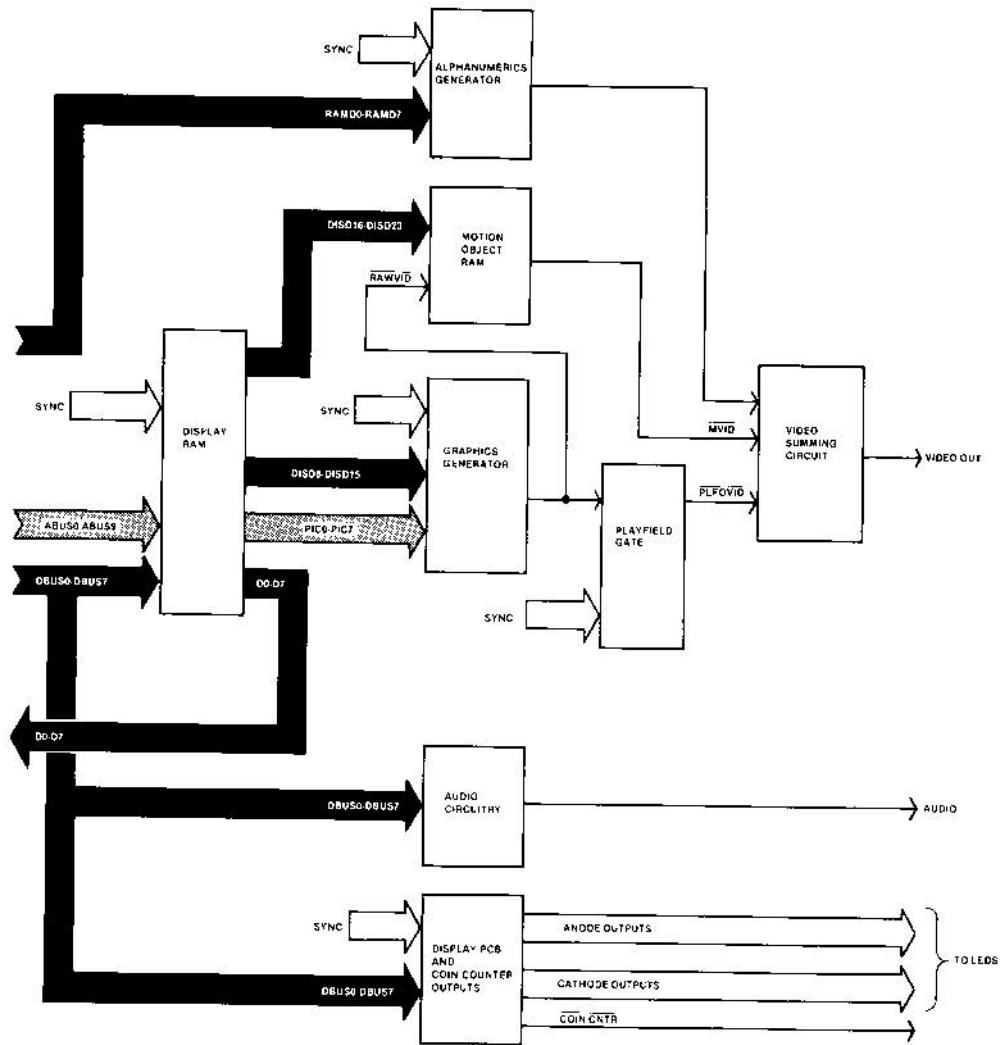 SYNC
ALPHANUMERICS
GENERATOR
RAMD0-RAMD7
DISD16-DISD23
MOTION
OBJECT
RAM
RAWVID
SYNC
DISPLAY
RAM
SYNC
GRAPHICS
GENERATOR
MVID
VIDEO
SUMMING
CIRCUIT
VIDEO OUT
DISD8-DISD15
PLFDVID
ABUS0-ABUS9
PIC0-PIC7
PLAYFIELD
GATE
DBUS0-DBUS7
D0-D7
SYNC
D0-D7
AUDIO
CIRCUITRY
DBUS0-DBUS7
AUDIO
SYNC
DISPLAY PCB
AND
COIN COUNTER
OUTPUTS
ANODE OUTPUTS
TO LEDS
DBUS0-DBUS7
CATHODE OUTPUTS
COIN CNTR